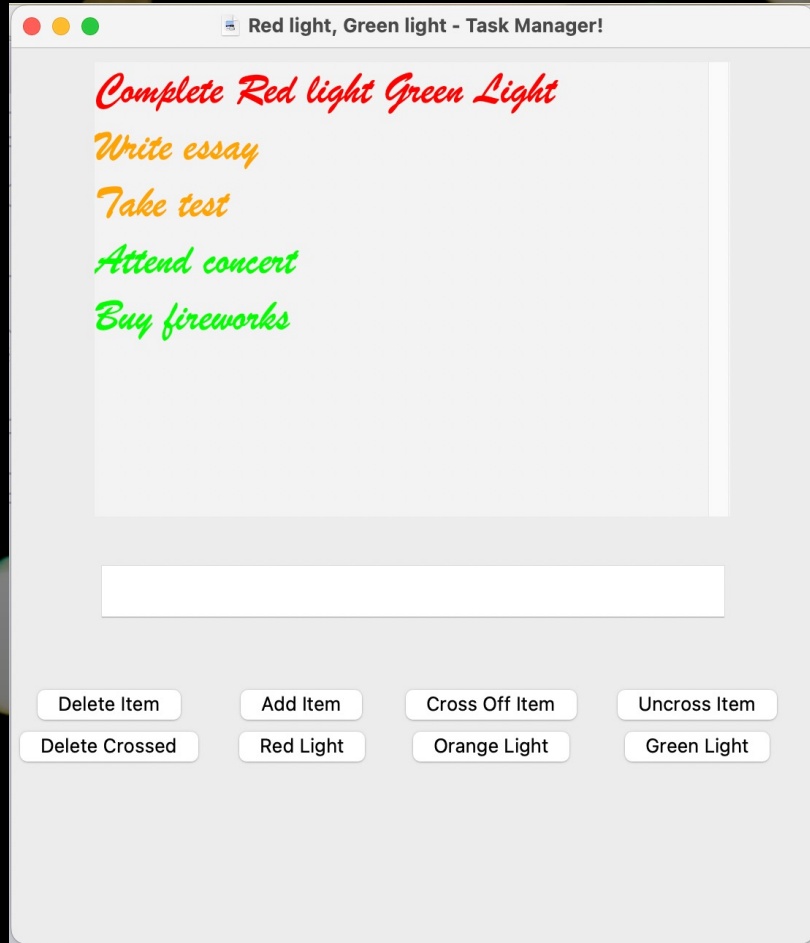 Red light, Green light - Task Manager!
Complete Red light Green Light
Write essay
Take test
Attend concert
Buy fireworks
Delete Item Add Item Cross Off Item Uncross Item
Delete Crossed Red Light Orange Light Green Light